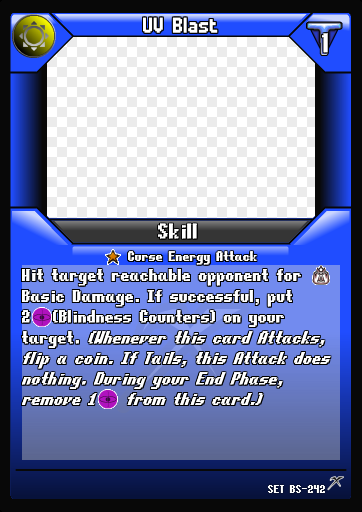 UV Blast
1
Skill
Curse Energy Attack
Hit target reachable opponent for
Basic Damage. If successful, put
2(Blindness Counters) on your
target. (Whenever this card Attacks,
flip a coin. If Tails, this Attack does
nothing. During your End Phase,
remove 1 from this card.)
SET BS-242